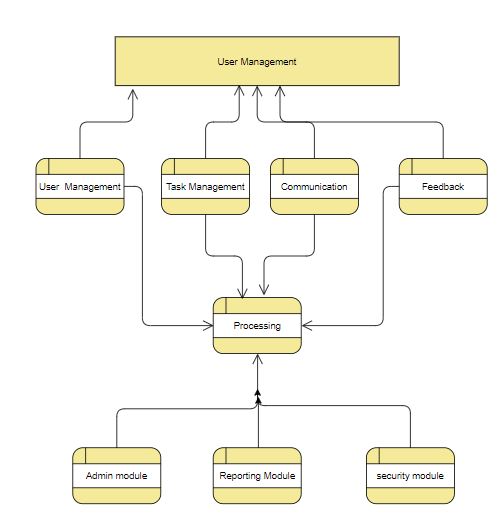 User Management
User  Management
Task Management
Communication
Feedback
Processing
Admin module
Reporting Module
security module